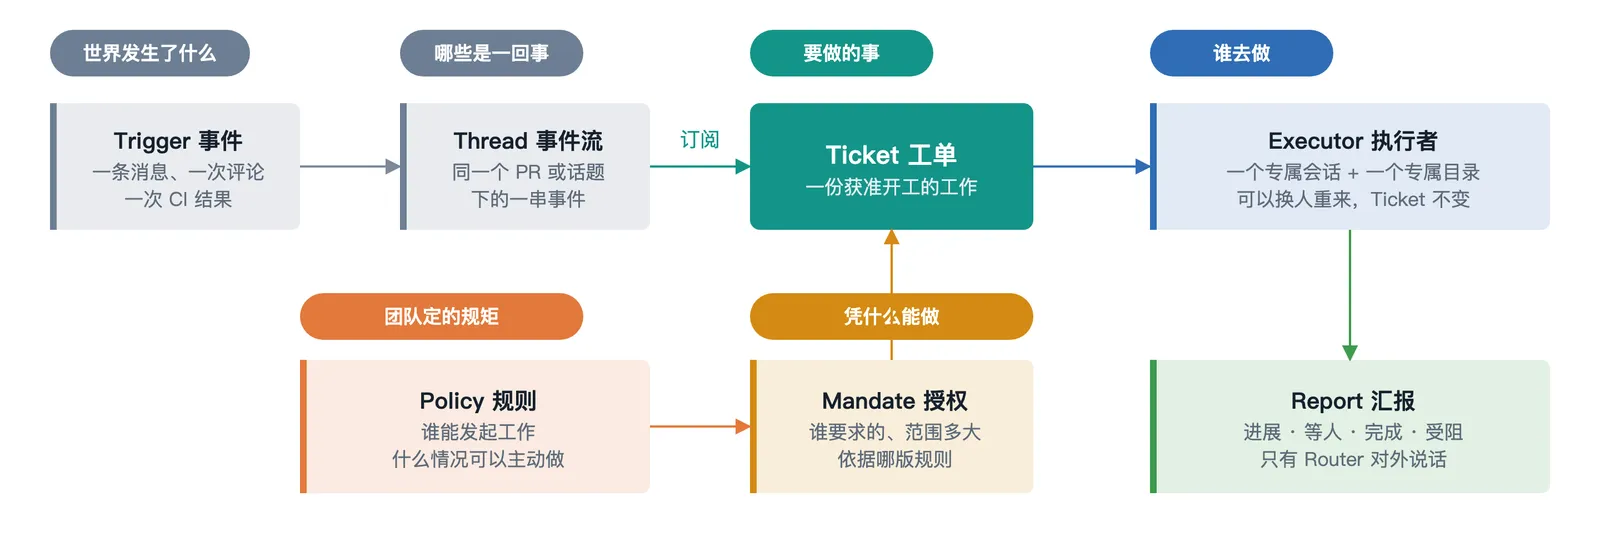 世界发生了什么
哪些是一回事
要做的事
谁去做
Trigger 事件
一条消息、一次评论
一次 CI 结果
Thread 事件流
同一个 PR 或话题
下的一串事件
订阅
Ticket 工单
一份获准开工的工作
Executor 执行者
一个专属会话 + 一个专属目录
可以换人重来，Ticket 不变
团队定的规矩
凭什么能做
Policy 规则
谁能发起工作
什么情况可以主动做
Mandate 授权
谁要求的、范围多大
依据哪版规则
Report 汇报
进展 · 等人 · 完成 · 受阻
只有 Router 对外说话